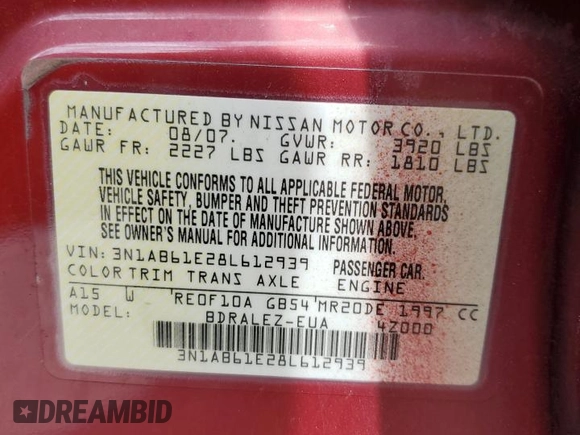 MANUFACTURED BY NISSAN MOTOR CO., LTD.
DATE: 08/07. GVWR: 3920 LBS
GAWR FR: 2227 LBS GAWR RR: 1810 LBS
THIS VEHICLE CONFORMS TO ALL APPLICABLE FEDERAL MOTOR,
VEHICLE SAFETY, BUMPER AND THEFT PREVENTION STANDARDS
IN EFFECT ON THE DATE OF MANUFACTURE SHOWN ABOVE.
SEE OWNER'S MANUAL FOR ADDITIONAL INFORMATION.
VIN: 3N1AB61E28L612939 PASSENGER CAR.
COLOR TRIM TRANS AXLE ENGINE
A15 W RE0F10A GB54 MR20DE 1997 CC
MODEL: BDRALEZ-EUA 4Z000
3N1AB61E28L612939
DREAMBID